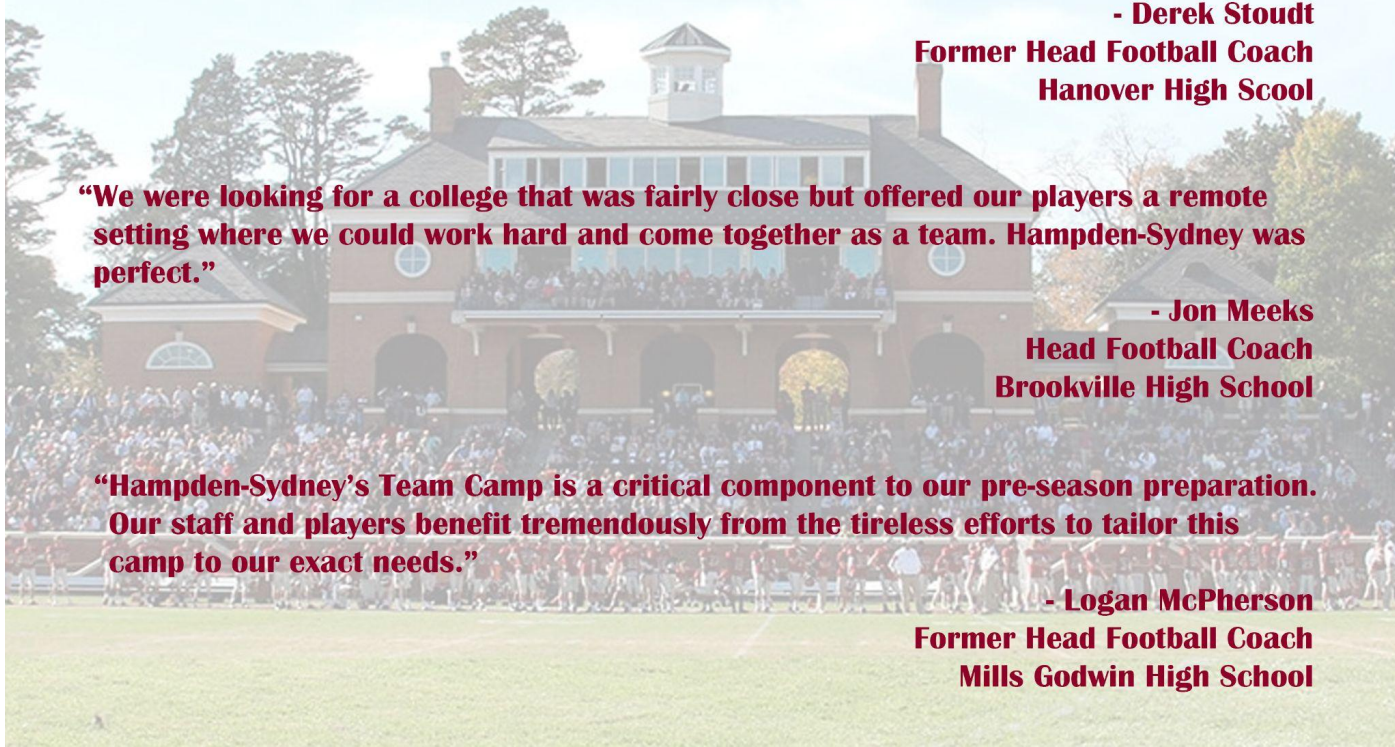 - Derek Stoudt
Former Head Football Coach
Hanover High Scool
“We were looking for a college that was fairly close but offered our players a remote
setting where we could work hard and come together as a team. Hampden-Sydney was
perfect.”
- Jon Meeks
Head Football Coach
Brookville High School
“Hampden-Sydney’s Team Camp is a critical component to our pre-season preparation.
Our staff and players benefit tremendously from the tireless efforts to tailor this
camp to our exact needs.”
- Logan McPherson
Former Head Football Coach
Mills Godwin High School